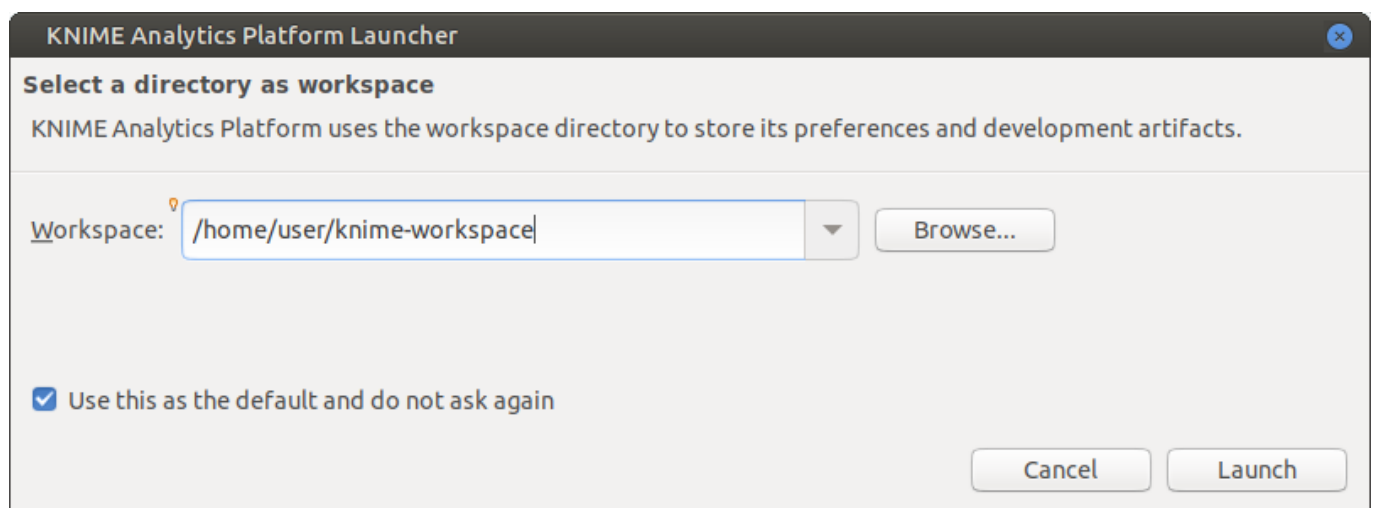 KNIME Analytics Platform Launcher
Select a directory as workspace
KNIME Analytics Platform uses the workspace directory to store its preferences and development artifacts.
Workspace: /home/user/knime-workspace Browse...
Use this as the default and do not ask again
Cancel Launch